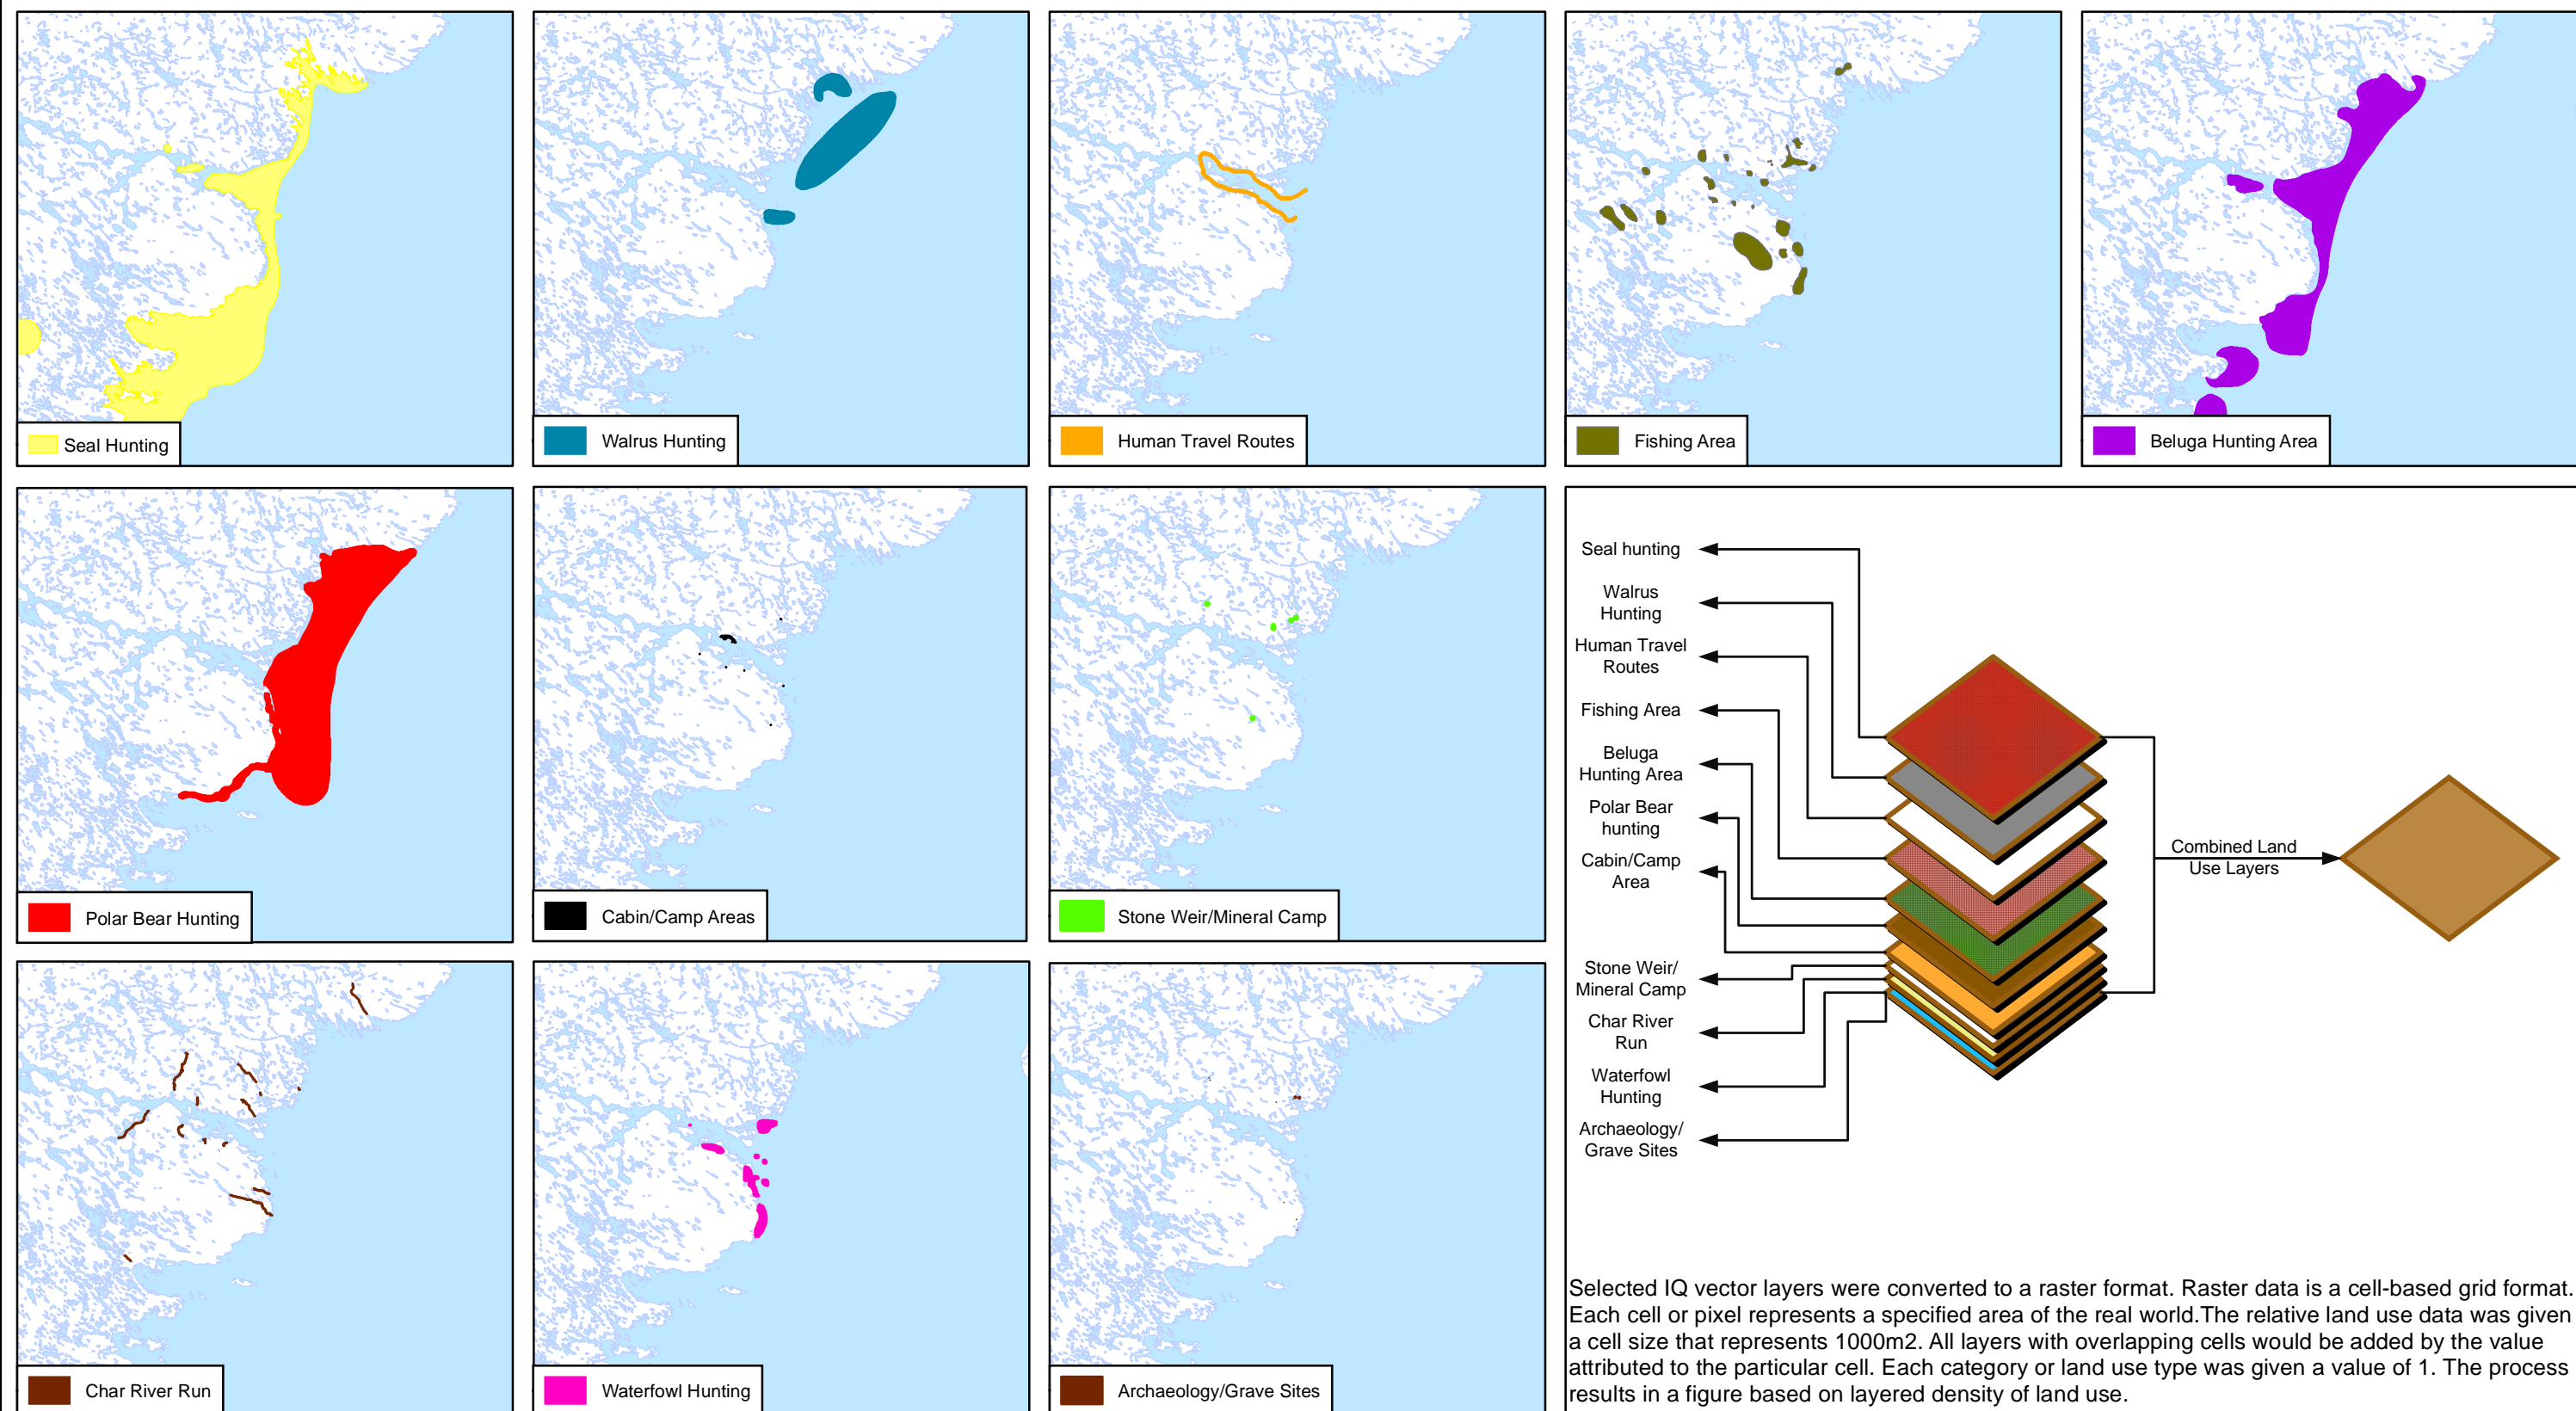 Seal Hunting
Walrus Hunting
Human Travel Routes
Fishing Area
Beluga Hunting Area
Polar Bear Hunting
Cabin/Camp Areas
Stone Weir/Mineral Camp
Seal hunting
Walrus
Hunting
Human Travel
Routes
Fishing Area
Beluga
Hunting Area
Polar Bear
hunting
Cabin/Camp
Area
Stone Weir/
Mineral Camp
Char River
Run
Waterfowl
Hunting
Archaeology/
Grave Sites
Combined Land
Use Layers
Char River Run
Waterfowl Hunting
Archaeology/Grave Sites
Selected IQ vector layers were converted to a raster format. Raster data is a cell-based grid format.
Each cell or pixel represents a specified area of the real world.The relative land use data was given
a cell size that represents 1000m2. All layers with overlapping cells would be added by the value
attributed to the particular cell. Each category or land use type was given a value of 1. The process
results in a figure based on layered density of land use.